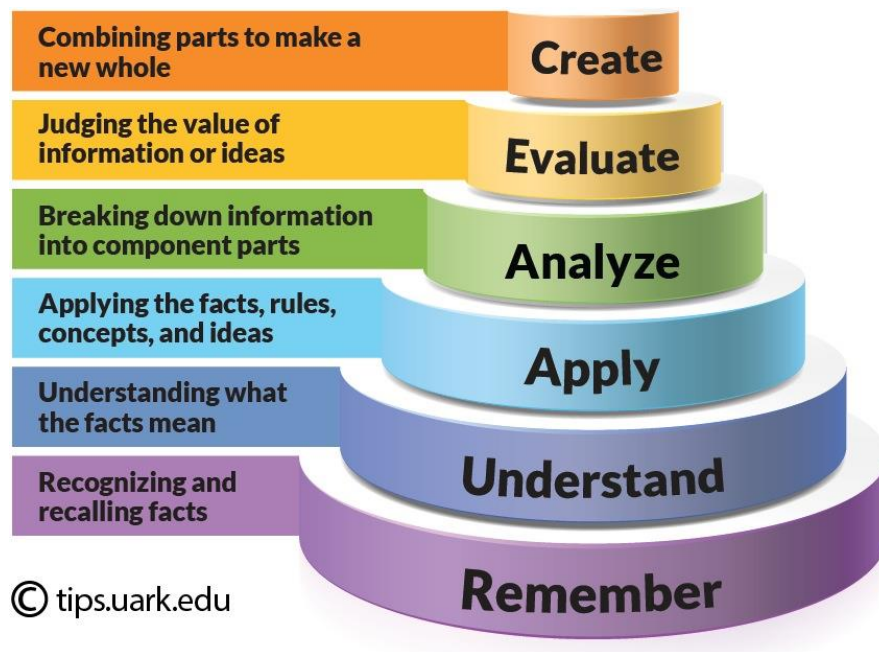 Combining parts to make a
new whole
Create
Judging the value of
information or ideas
Evaluate
Breaking down information
into component parts
Analyze
Applying the facts, rules,
concepts, and ideas
Apply
Understanding what
the facts mean
Understand
Recognizing and
recalling facts
Remember
© tips.uark.edu